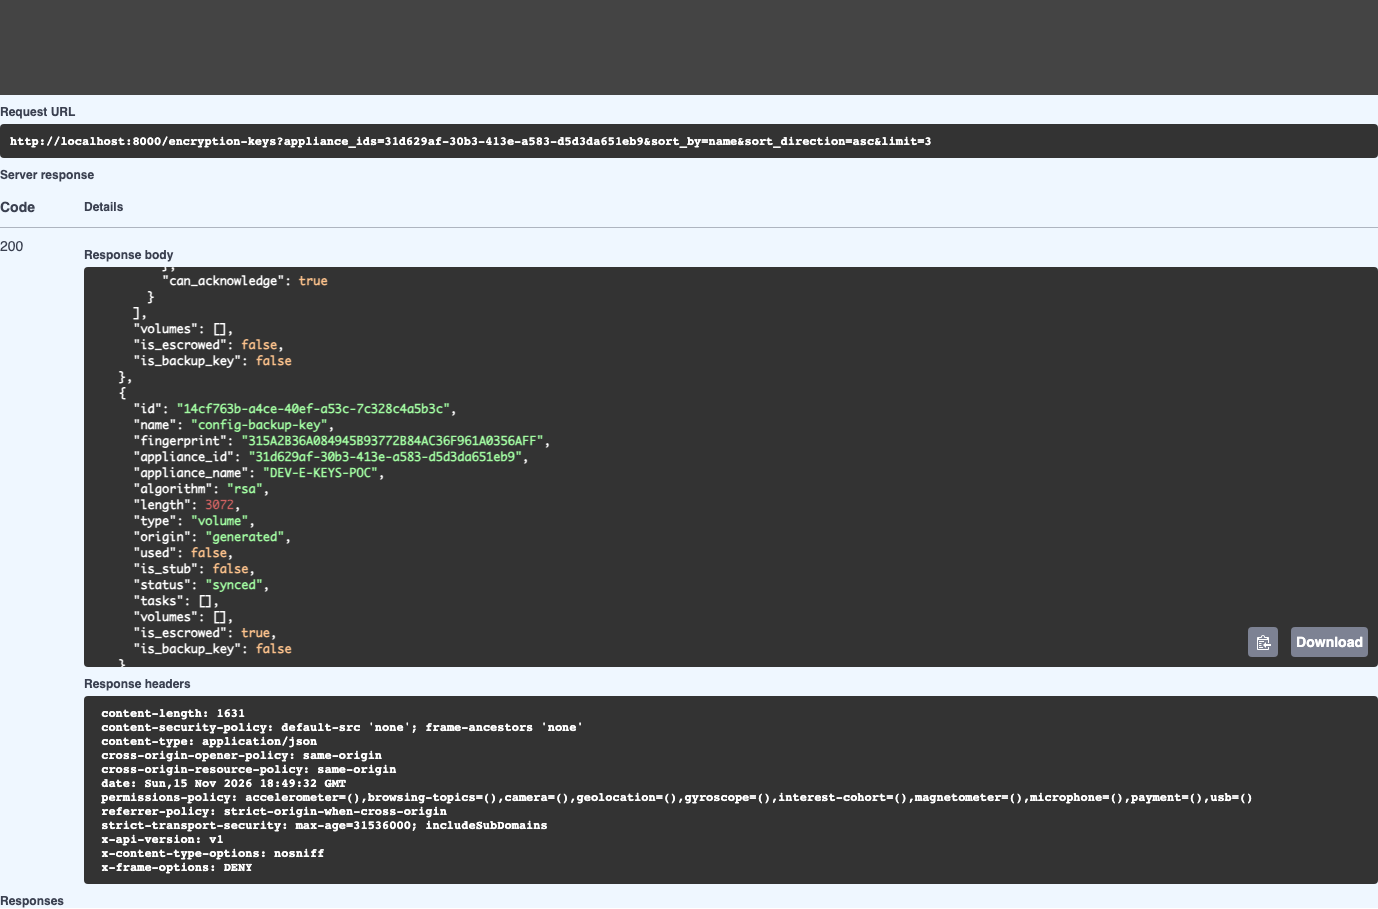 Request URL
http://localhost:8000/encryption-keys?appliance_ids=31d629af-30b3-413e-a583-d5d3da651eb9&sort_by=name&sort_direction=asc&limit=3
Server response
Code Details
200
Response body
},
"can_acknowledge": true
}
],
"volumes": [],
"is_escrowed": false,
"is_backup_key": false
},
{
"id": "14cf763b-a4ce-40ef-a53c-7c328c4a5b3c",
"name": "config-backup-key",
"fingerprint": "315A2B36A084945B93772B84AC36F961A0356AFF",
"appliance_id": "31d629af-30b3-413e-a583-d5d3da651eb9",
"appliance_name": "DEV-E-KEYS-POC",
"algorithm": "rsa",
"length": 3072,
"type": "volume",
"origin": "generated",
"used": false,
"is_stub": false,
"status": "synced",
"tasks": [],
"volumes": [],
"is_escrowed": true,
"is_backup_key": false
}
Download
Response headers
content-length: 1631
content-security-policy: default-src 'none'; frame-ancestors 'none'
content-type: application/json
cross-origin-opener-policy: same-origin
cross-origin-resource-policy: same-origin
date: Sun,15 Nov 2026 18:49:32 GMT
permissions-policy: accelerometer=(),browsing-topics=(),camera=(),geolocation=(),gyroscope=(),interest-cohort=(),magnetometer=(),microphone=(),payment=(),usb=()
referrer-policy: strict-origin-when-cross-origin
strict-transport-security: max-age=31536000; includeSubDomains
x-api-version: v1
x-content-type-options: nosniff
x-frame-options: DENY
Responses